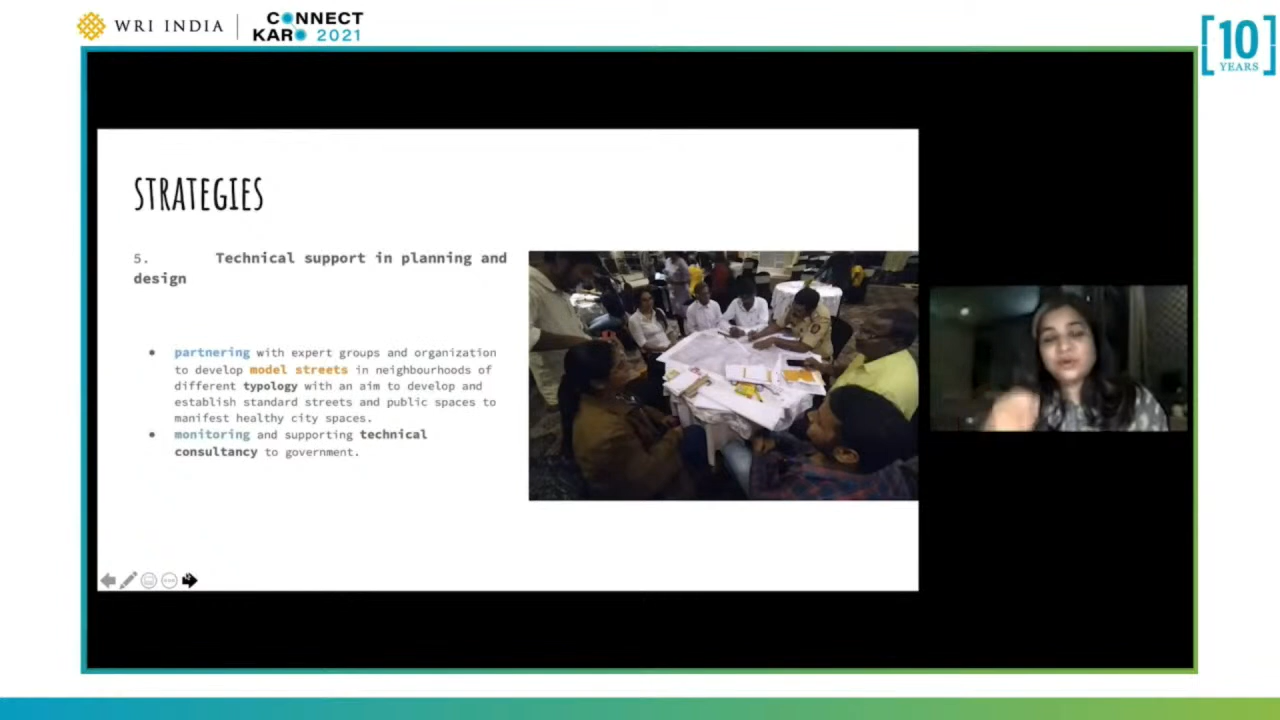 WRI INDIA
CONNECT
KARO 2021
[10]
YEARS
STRATEGIES
5. Technical support in planning and
design
• partnering with expert groups and organization
to develop model streets in neighbourhoods of
different typology with an aim to develop and
establish standard streets and public spaces to
manifest healthy city spaces.
• monitoring and supporting technical
consultancy to government.